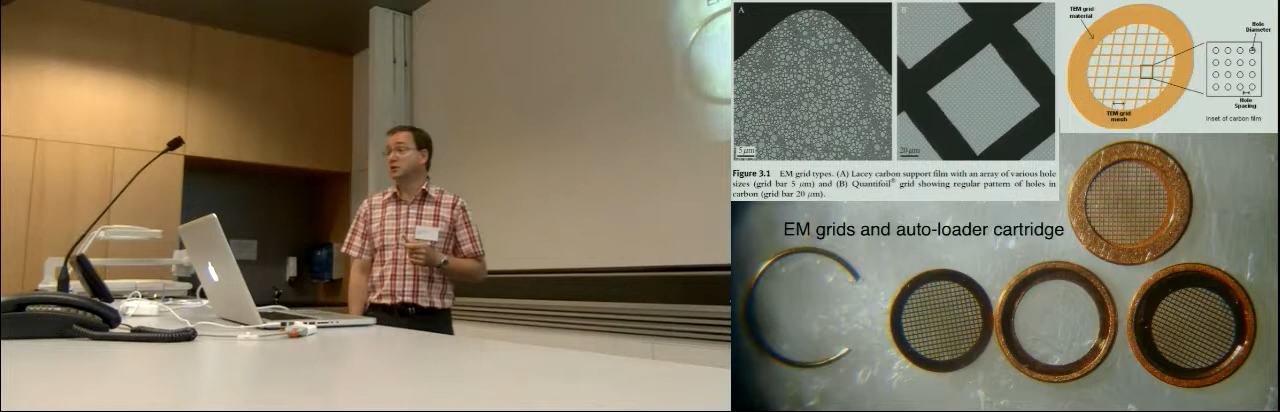 A
B
5 µm
20 µm
Figure 3.1 EM grid types. (A) Lacey carbon support film with an array of various hole
sizes (grid bar 5 µm) and (B) Quantifoil® grid showing regular pattern of holes in
carbon (grid bar 20 µm).
TEM grid
material
Hole
Diameter
Hole
Spacing
TEM grid
mesh
Inset of carbon film
EM grids and auto-loader cartridge